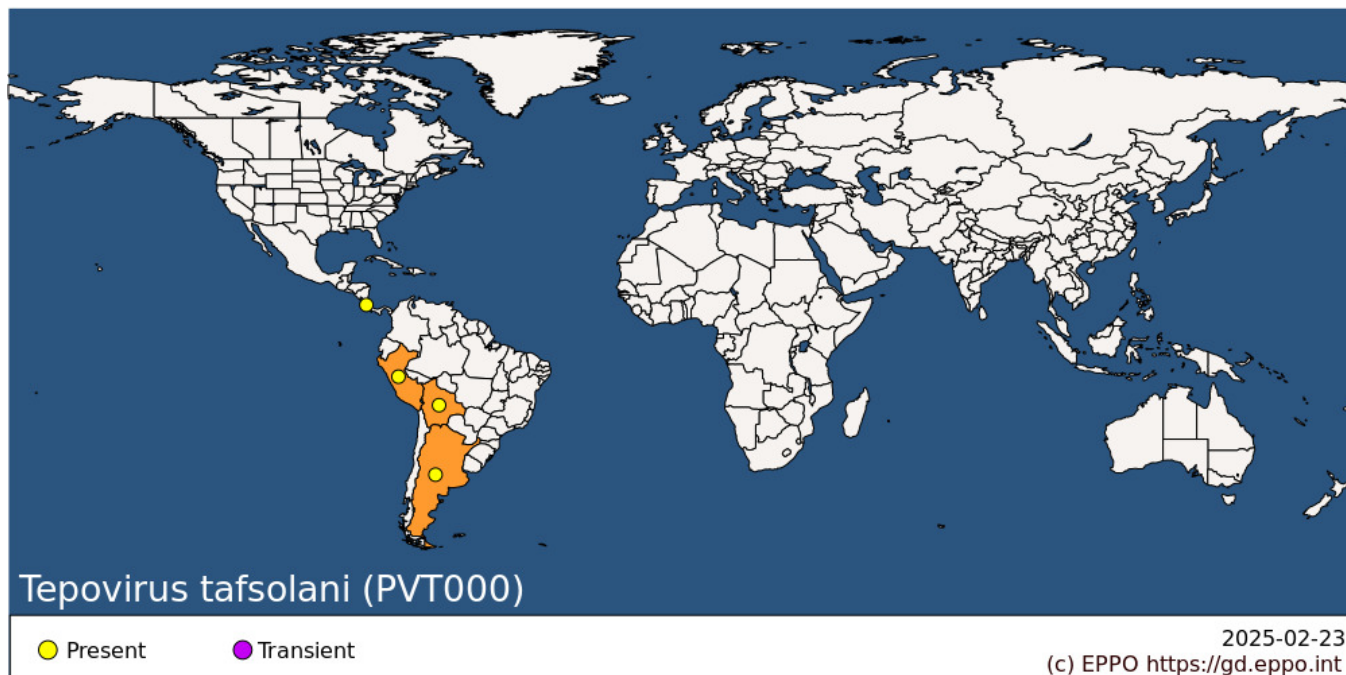 Tepovirus tafsolani (PVT000)
Present
Transient
2025-02-23
(c) EPPO https://gd.eppo.int